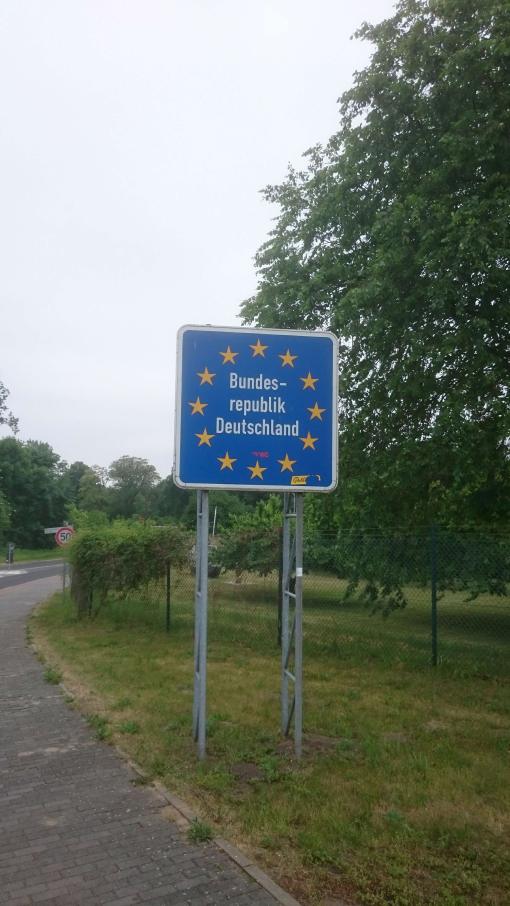 Bundes-
republik
Deutschland
50